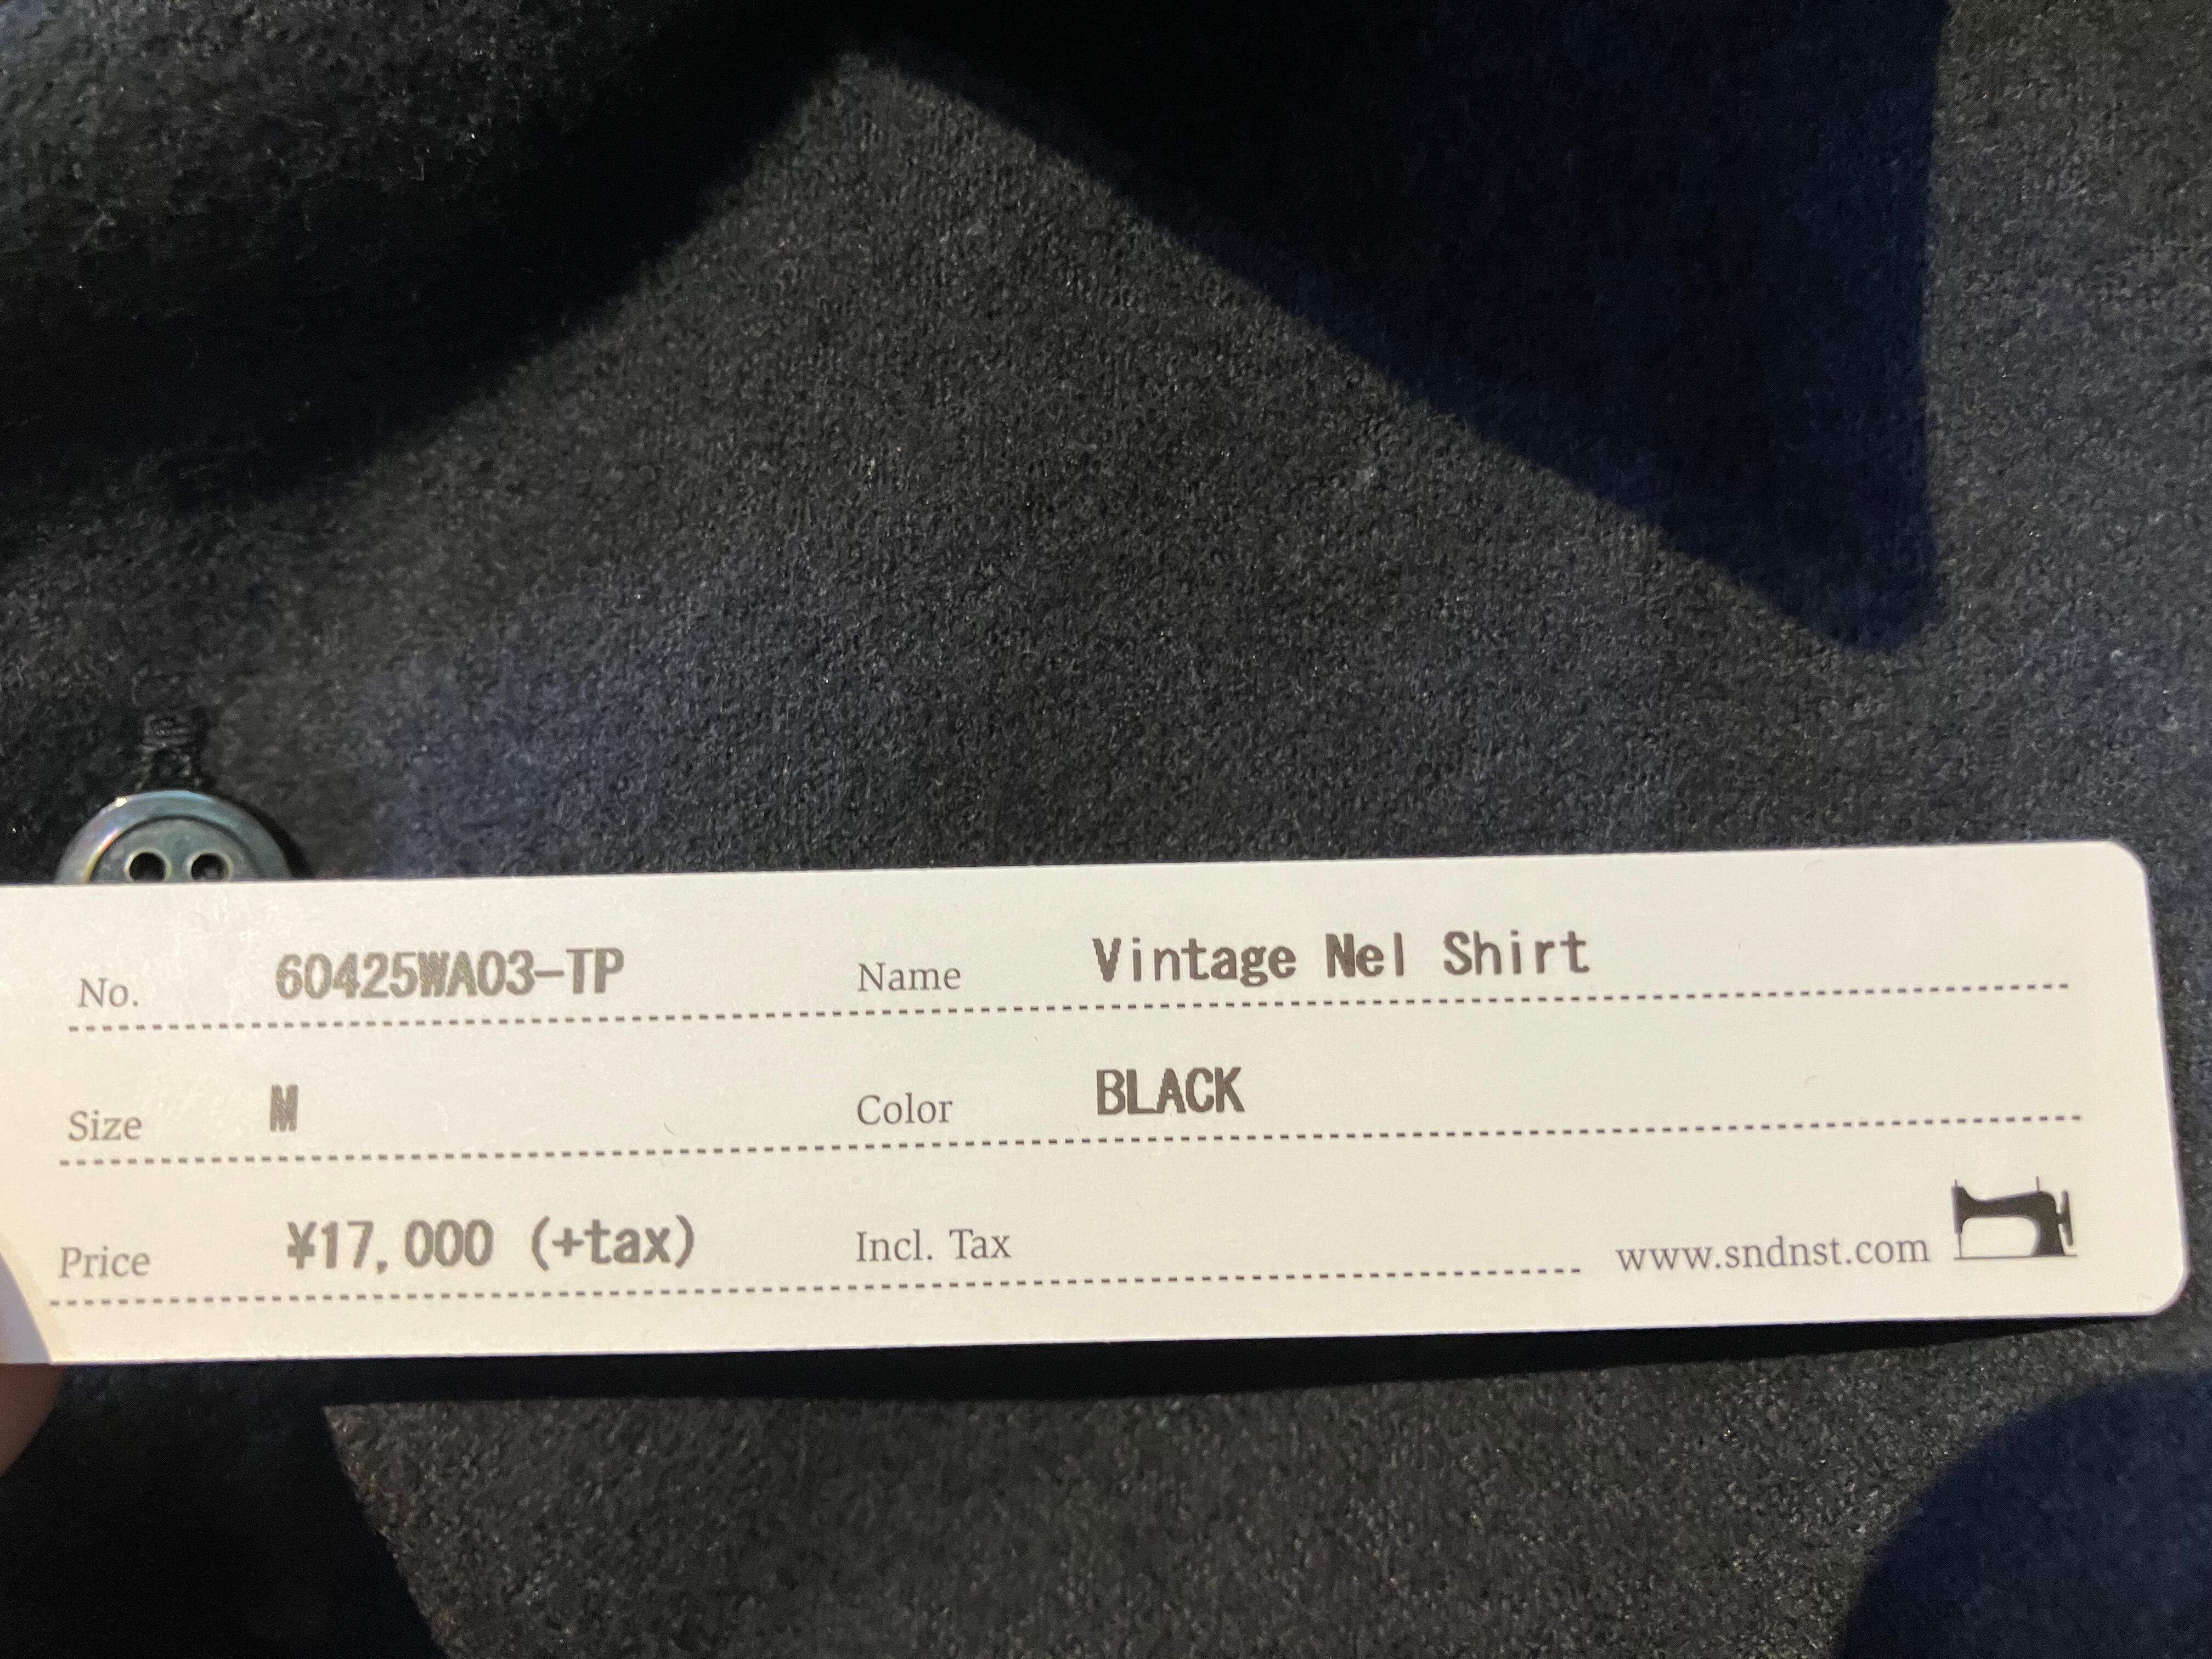 No. 60425WA03-TP Name Vintage Nel Shirt
Size M Color BLACK
Price ¥17,000 (+tax) Incl. Tax www.sndnst.com